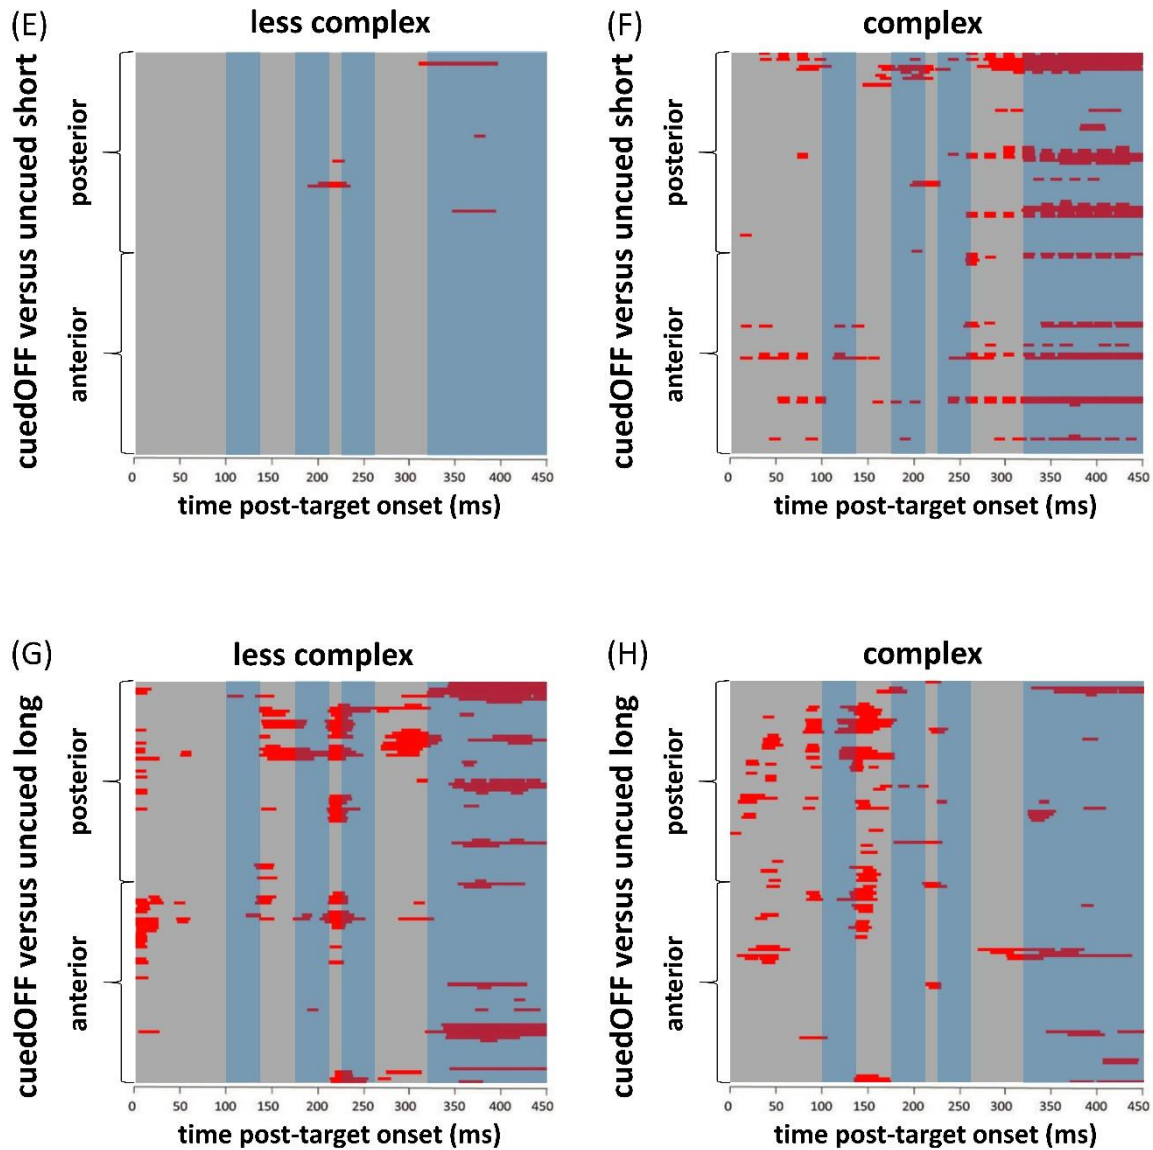 (E)
less complex
cuedOFF versus uncued short
posterior
anterior
0 50 100 150 200 250 300 350 400 450
time post-target onset (ms)
(F)
complex
cuedOFF versus uncued short
posterior
anterior
0 50 100 150 200 250 300 350 400 450
time post-target onset (ms)
(G)
less complex
cuedOFF versus uncued long
posterior
anterior
0 50 100 150 200 250 300 350 400 450
time post-target onset (ms)
(H)
complex
cuedOFF versus uncued long
posterior
anterior
0 50 100 150 200 250 300 350 400 450
time post-target onset (ms)